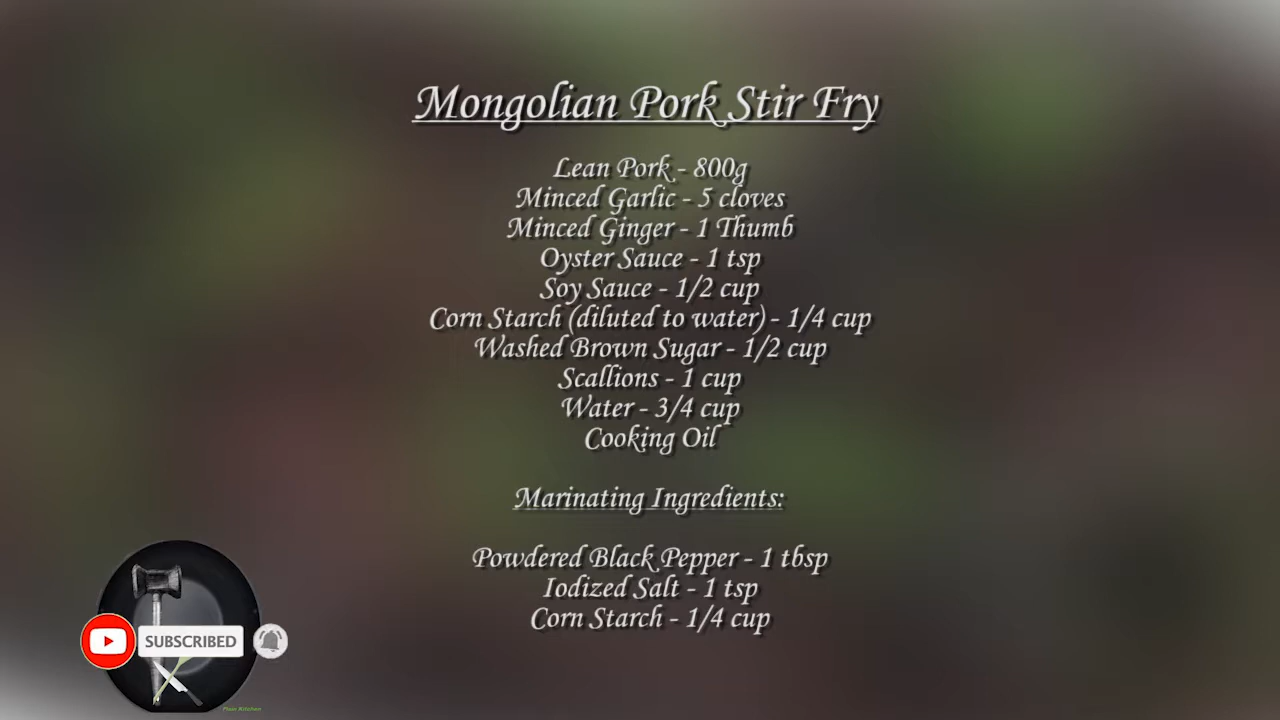 Mongolian Pork Stir Fry
Lean Pork - 800g
Minced Garlic - 5 cloves
Minced Ginger - 1 Thumb
Oyster Sauce - 1 tsp
Soy Sauce - 1/2 cup
Corn Starch (diluted to water) - 1/4 cup
Washed Brown Sugar - 1/2 cup
Scallions - 1 cup
Water - 3/4 cup
Cooking Oil
Marinating Ingredients:
Powdered Black Pepper - 1 tbsp
Iodized Salt - 1 tsp
Corn Starch - 1/4 cup
SUBSCRIBED
Plain Kitchen